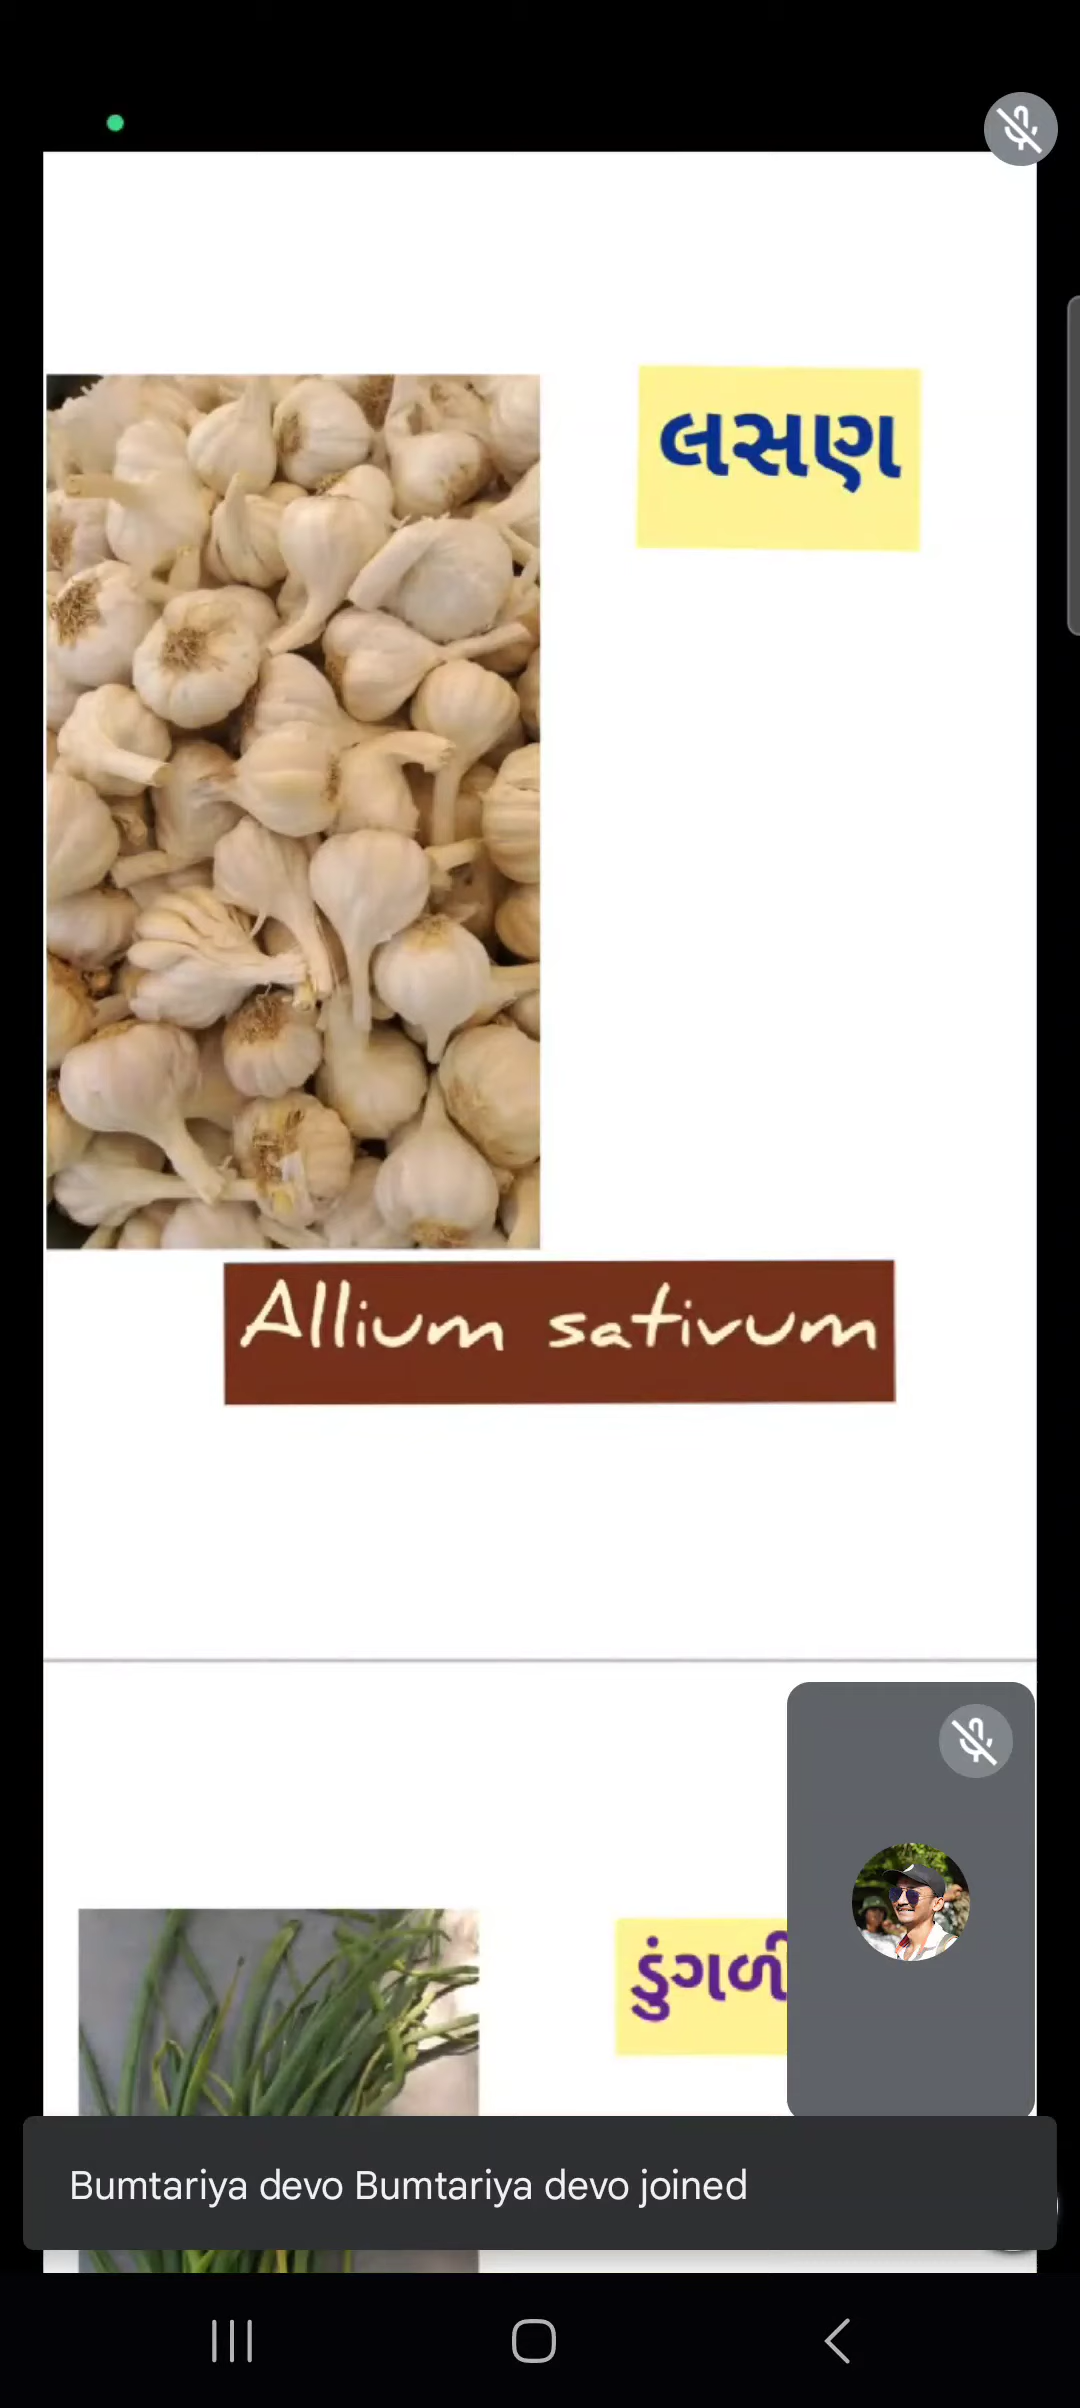 લસણ
Allium sativum
ડુંગળી
Bumtariya devo Bumtariya devo joined